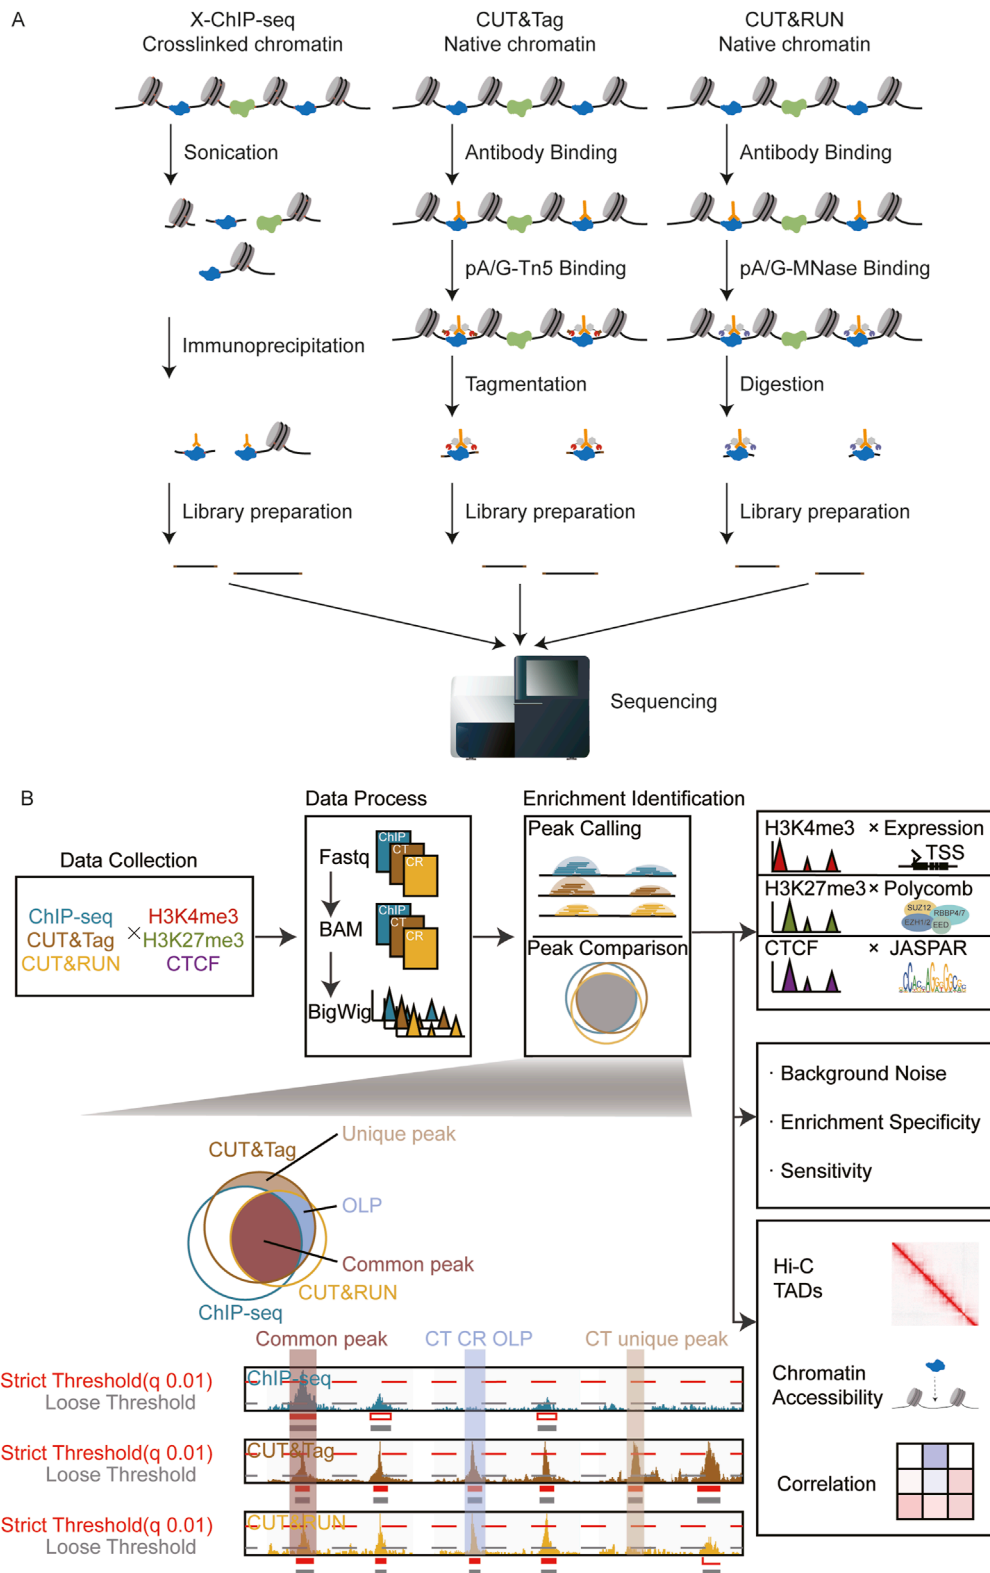 A
X-ChIP-seq
Crosslinked chromatin
CUT&Tag
Native chromatin
CUT&RUN
Native chromatin
Sonication
Antibody Binding
Antibody Binding
pA/G-Tn5 Binding
pA/G-MNase Binding
Immunoprecipitation
Tagmentation
Digestion
Library preparation
Library preparation
Library preparation
Sequencing
B
Data Collection
ChIP-seq
CUT&Tag
CUT&RUN
×
H3K4me3
H3K27me3
CTCF
Data Process
Fastq
ChIP
CT
CR
BAM
ChIP
CT
CR
BigWig
Enrichment Identification
Peak Calling
Peak Comparison
H3K4me3 × Expression
TSS
H3K27me3 × Polycomb
SUZ12
RBBP4/7
EZH1/2
EED
CTCF × JASPAR
· Background Noise
· Enrichment Specificity
· Sensitivity
Hi-C
TADs
Chromatin
Accessibility
Correlation
Unique peak
CUT&Tag
OLP
Common peak
CUT&RUN
ChIP-seq
Common peak
CT CR OLP
CT unique peak
Strict Threshold(q 0.01)
Loose Threshold
ChIP-seq
Strict Threshold(q 0.01)
Loose Threshold
CUT&Tag
Strict Threshold(q 0.01)
Loose Threshold
CUT&RUN